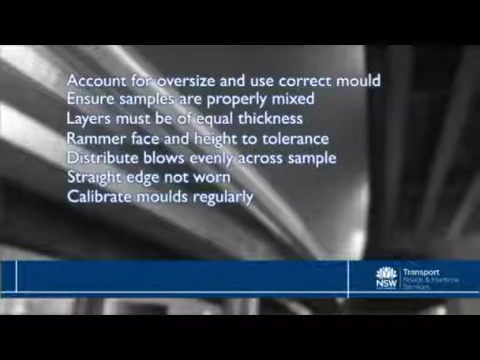 Account for oversize and use correct mould
Ensure samples are properly mixed
Layers must be of equal thickness
Rammer face and height to tolerance
Distribute blows evenly across sample
Straight edge not worn
Calibrate moulds regularly
NSW
Transport
Roads & Maritime
Services